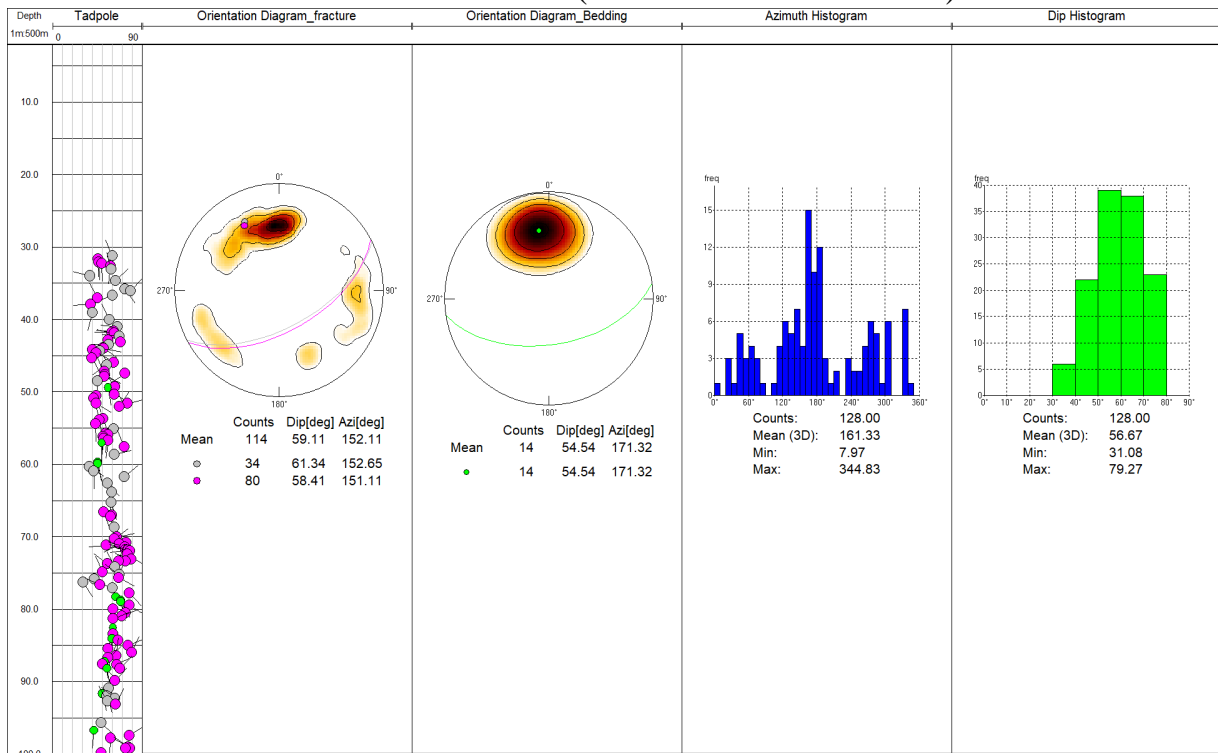 Depth Tadpole Orientation Diagram_fracture Orientation Diagram_Bedding Azimuth Histogram Dip Histogram
1m:500m 0 90
10.0
20.0
30.0
40.0
50.0
60.0
70.0
80.0
90.0
0°
270° 90°
180°
Counts Dip[deg] Azi[deg]
Mean 114 59.11 152.11
34 61.34 152.65
80 58.41 151.11
0°
270° 90°
180°
Counts Dip[deg] Azi[deg]
Mean 14 54.54 171.32
14 54.54 171.32
freq
15
12
9
6
3
0
0° 60° 120° 180° 240° 300° 360°
Counts: 128.00
Mean (3D): 161.33
Min: 7.97
Max: 344.83
freq
40
35
30
25
20
15
10
5
0
0° 10° 20° 30° 40° 50° 60° 70° 80° 90°
Counts: 128.00
Mean (3D): 56.67
Min: 31.08
Max: 79.27